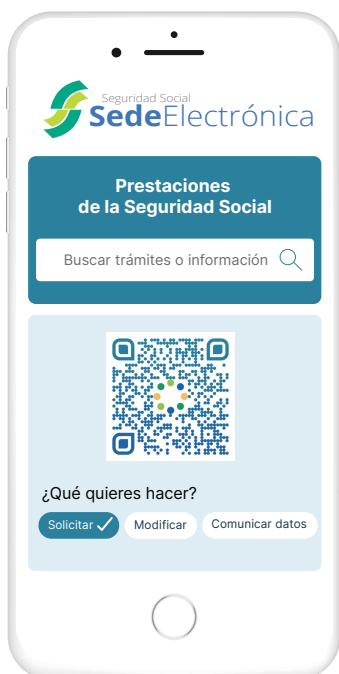 Seguridad Social
SedeElectrónica
Prestaciones
de la Seguridad Social
Buscar trámites o información
¿Qué quieres hacer?
Solicitar
Modificar
Comunicar datos